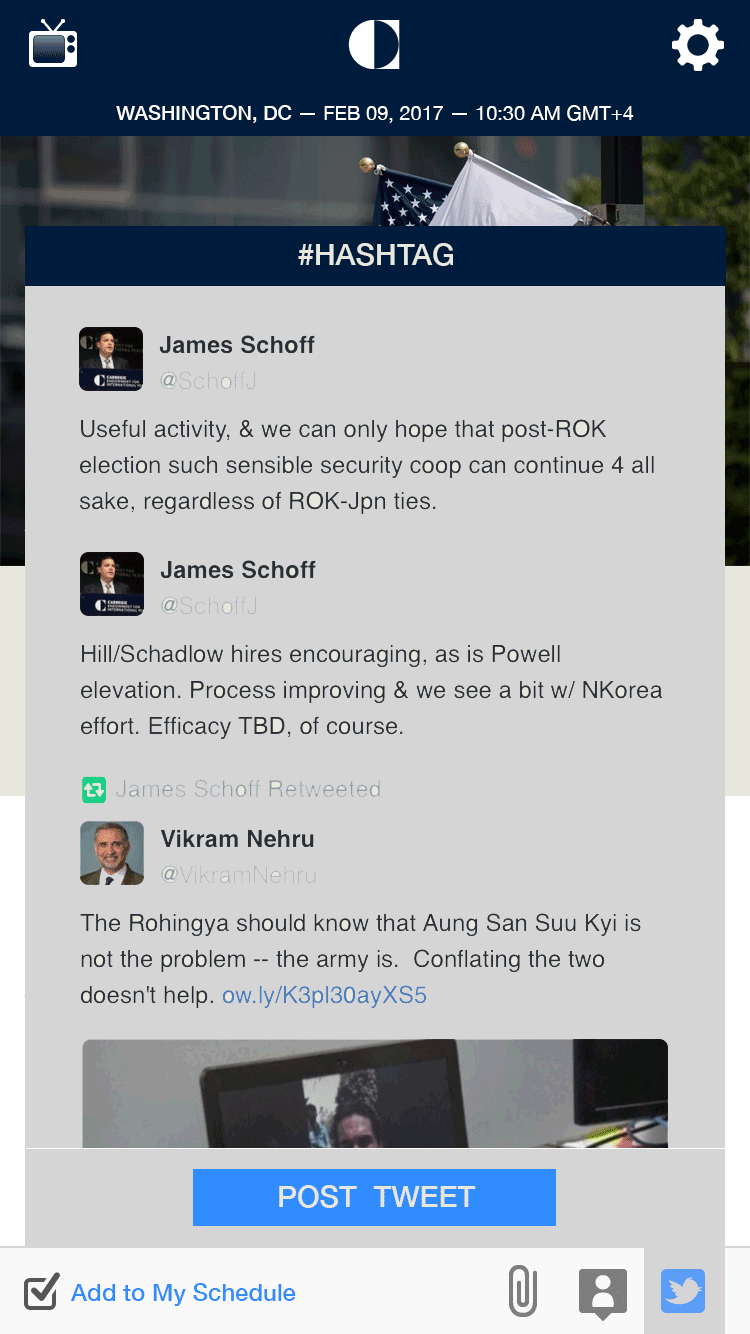 WASHINGTON, DC — FEB 09, 2017 — 10:30 AM GMT+4
#HASHTAG
James Schoff
@SchoffJ
Useful activity, & we can only hope that post-ROK
election such sensible security coop can continue 4 all
sake, regardless of ROK-Jpn ties.
James Schoff
@SchoffJ
Hill/Schadlow hires encouraging, as is Powell
elevation. Process improving & we see a bit w/ NKorea
effort. Efficacy TBD, of course.
James Schoff Retweeted
Vikram Nehru
@VikramNehru
The Rohingya should know that Aung San Suu Kyi is
not the problem -- the army is.  Conflating the two
doesn't help. ow.ly/K3pl30ayXS5
POST TWEET
Add to My Schedule